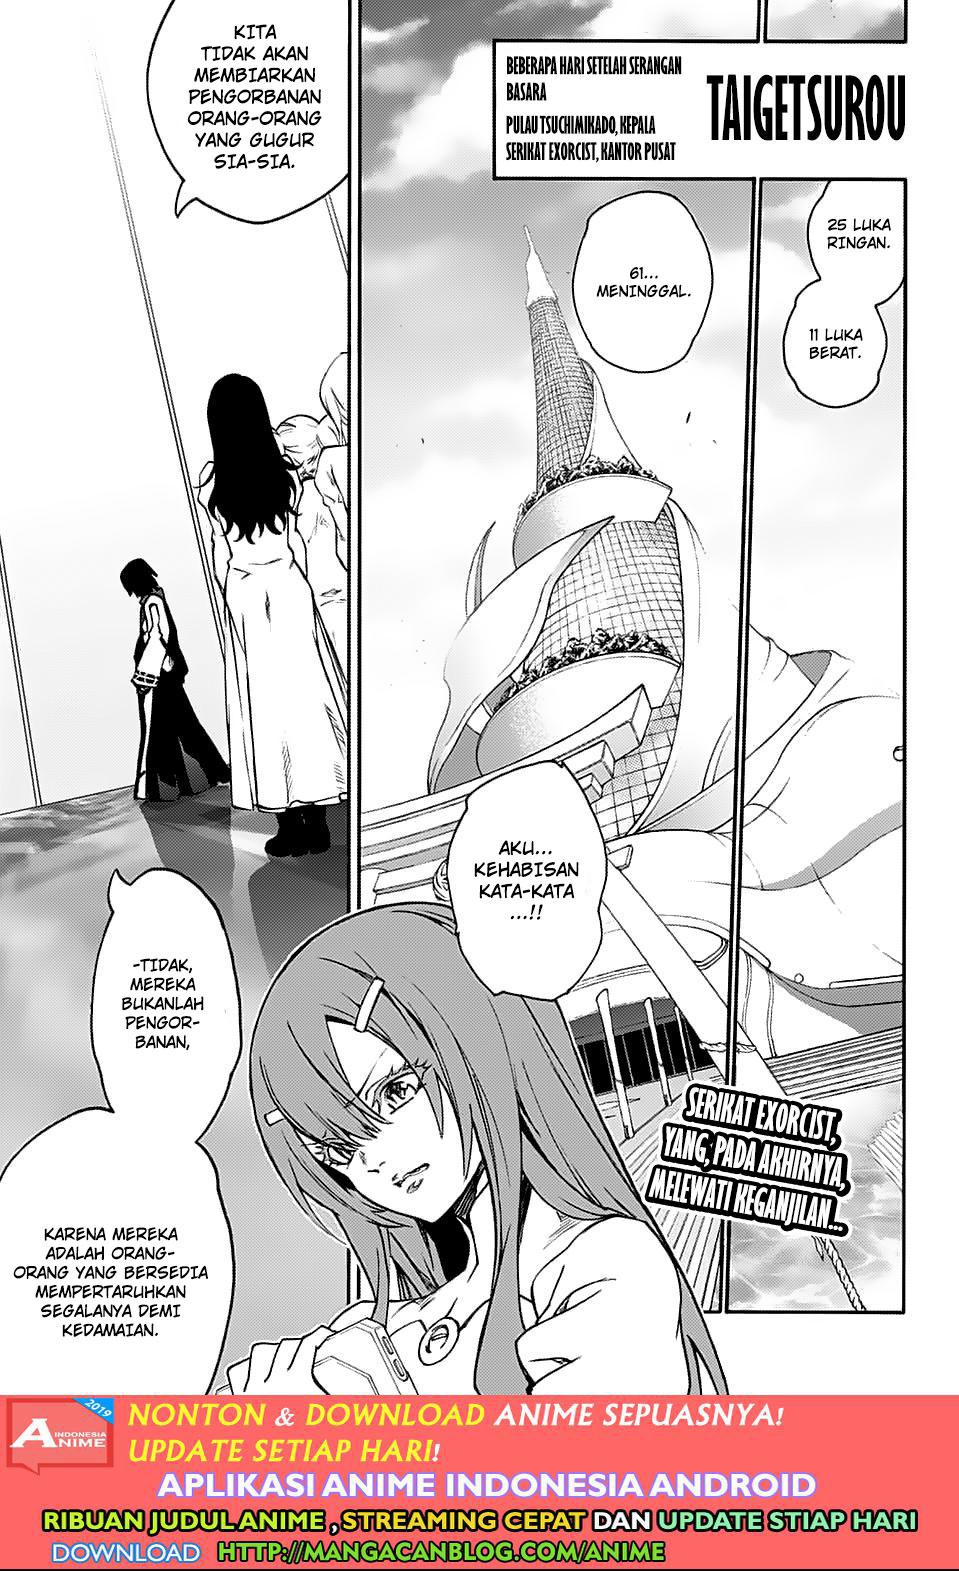 BEBERAPA HARI SETELAH SERANGAN
BASARA
PULAU TSUCHIMIKADO, KEPALA
SERIKAT EXORCIST, KANTOR PUSAT
TAIGETSUROU
25 LUKA
RINGAN.
11 LUKA
BERAT.
61...
MENINGGAL.
AKU...
KEHABISAN
KATA-KATA
...!!
SERIKAT EXORCIST,
YANG, PADA AKHIRNYA,
MELEWATI KEGANJILAN...
KITA
TIDAK AKAN
MEMBIARKAN
PENGORBANAN
ORANG-ORANG
YANG GUGUR
SIA-SIA.
-TIDAK,
MEREKA
BUKANLAH
PENGOR-
BANAN,
KARENA MEREKA
ADALAH ORANG-
ORANG YANG BERSEDIA
MEMPERTARUHKAN
SEGALANYA DEMI
KEDAMAIAN.
2019
INDONESIA
ANIME
NONTON & DOWNLOAD ANIME SEPUASNYA!
UPDATE SETIAP HARI!
APLIKASI ANIME INDONESIA ANDROID
RIBUAN JUDUL ANIME , STREAMING CEPAT DAN UPDATE STIAP HARI
DOWNLOAD HTTP://MANGACANBLOG.COM/ANIME